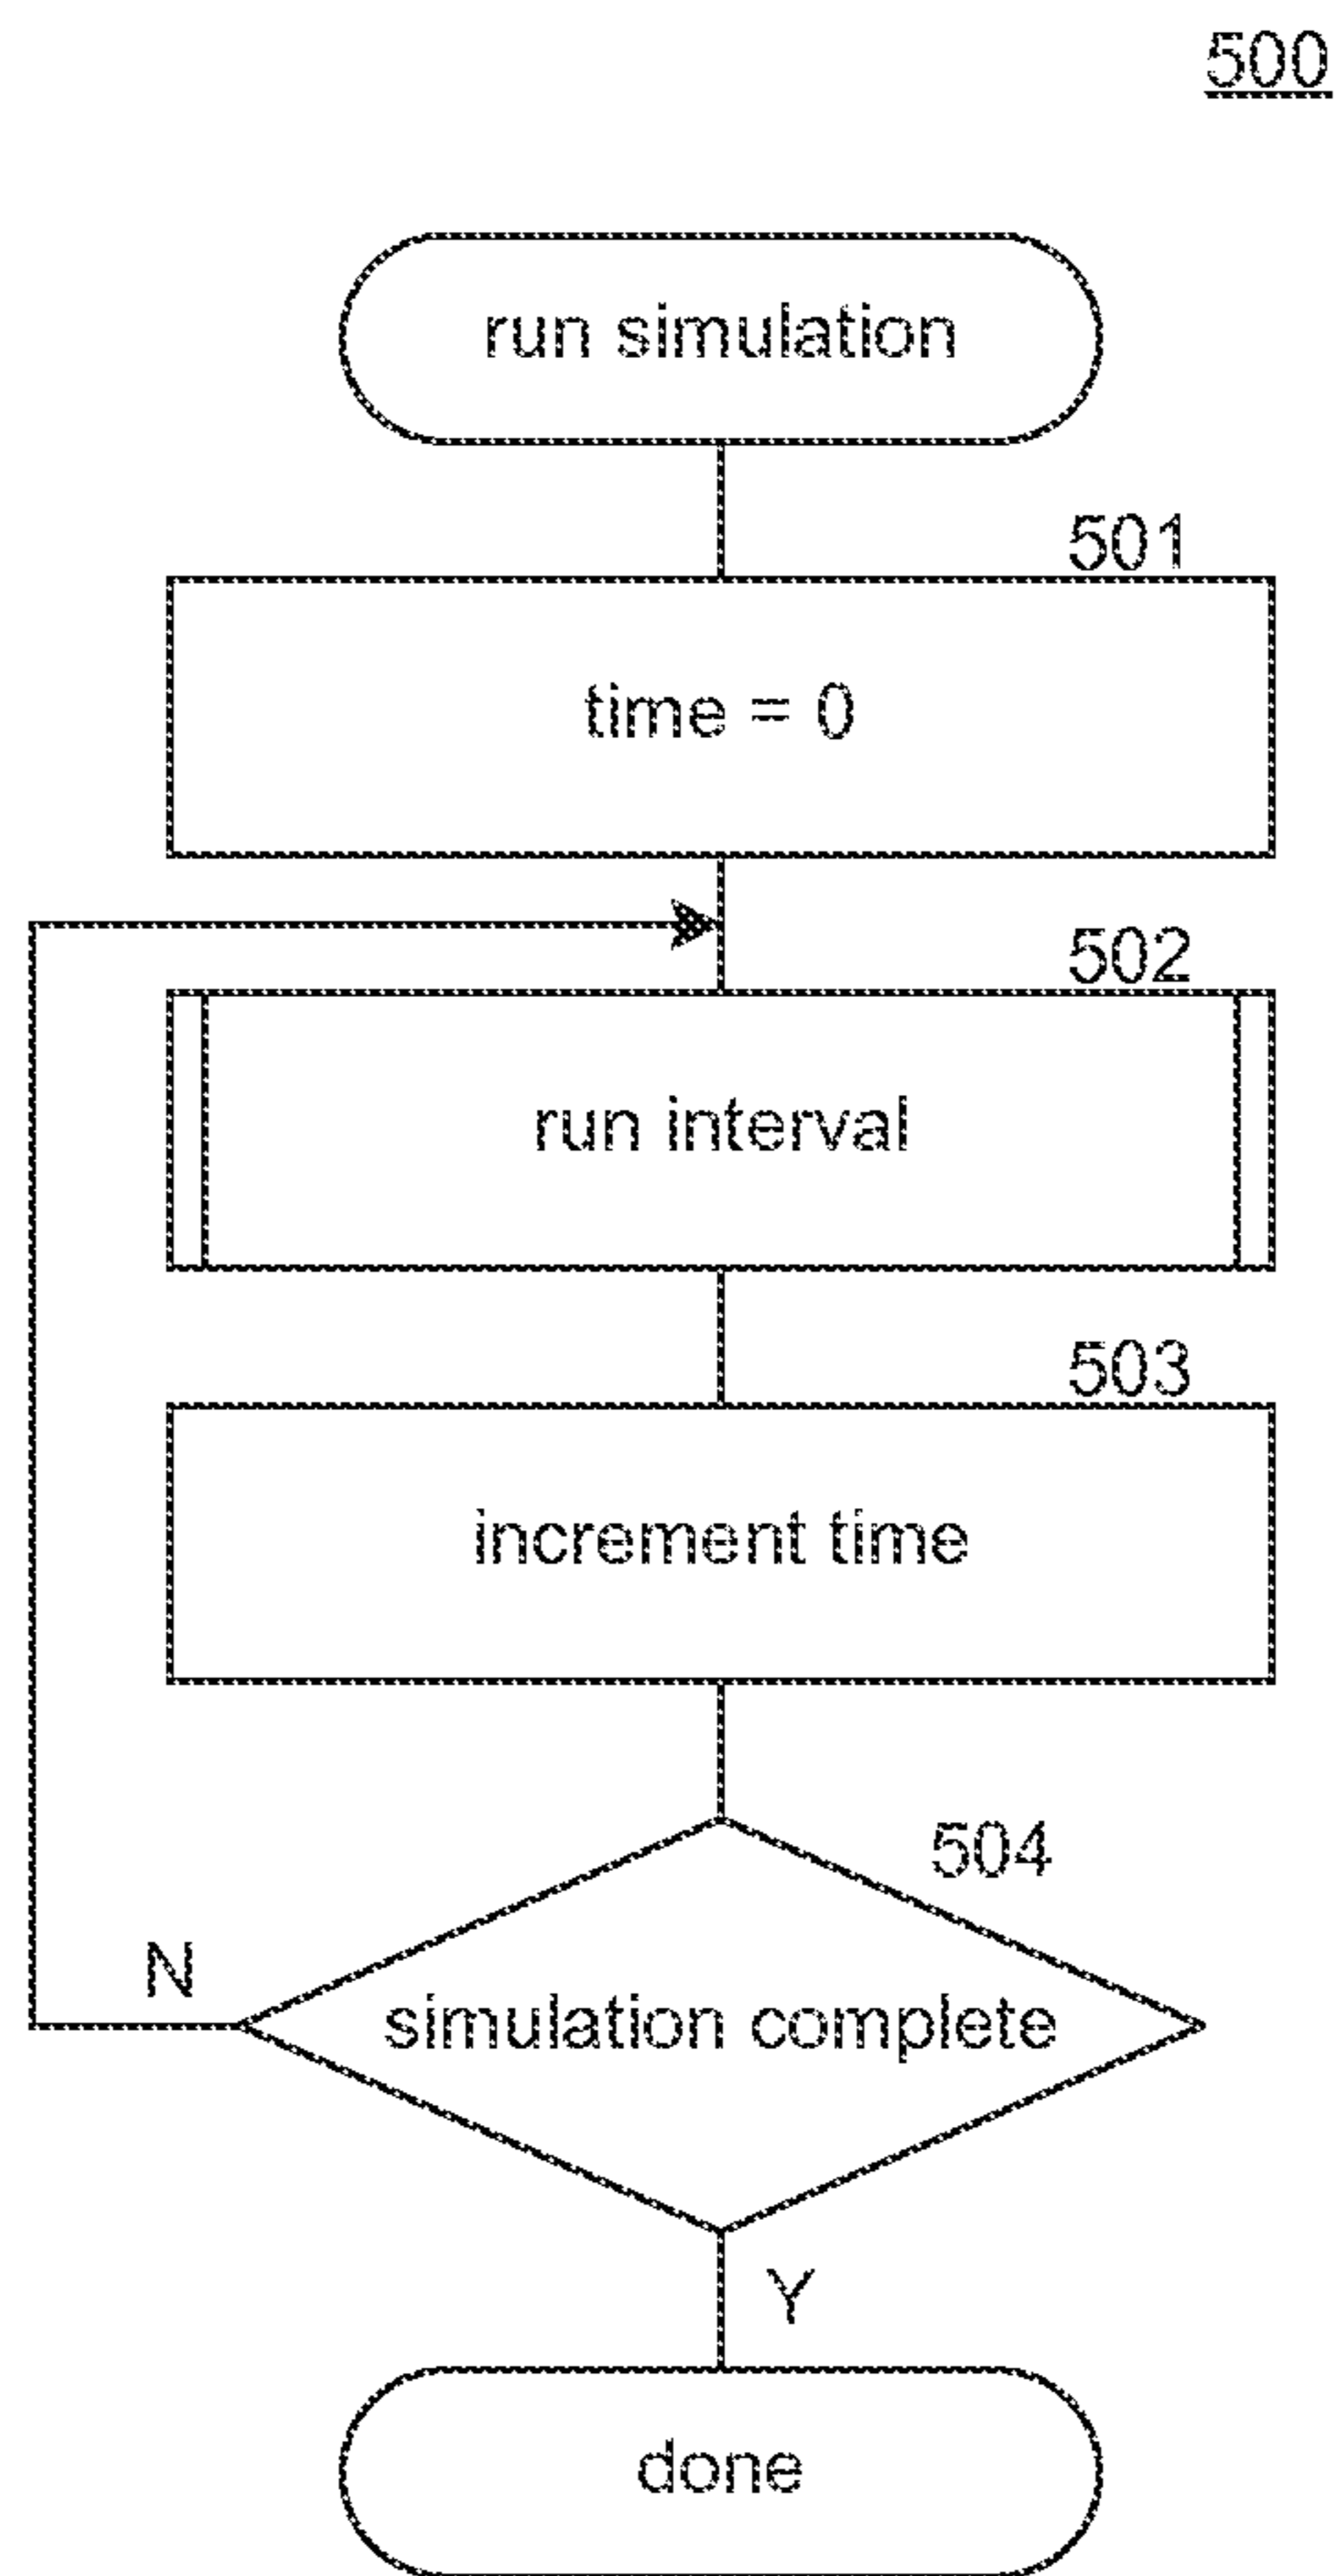 500
run simulation
501
time = 0
502
run interval
503
increment time
504
N
simulation complete
Y
done